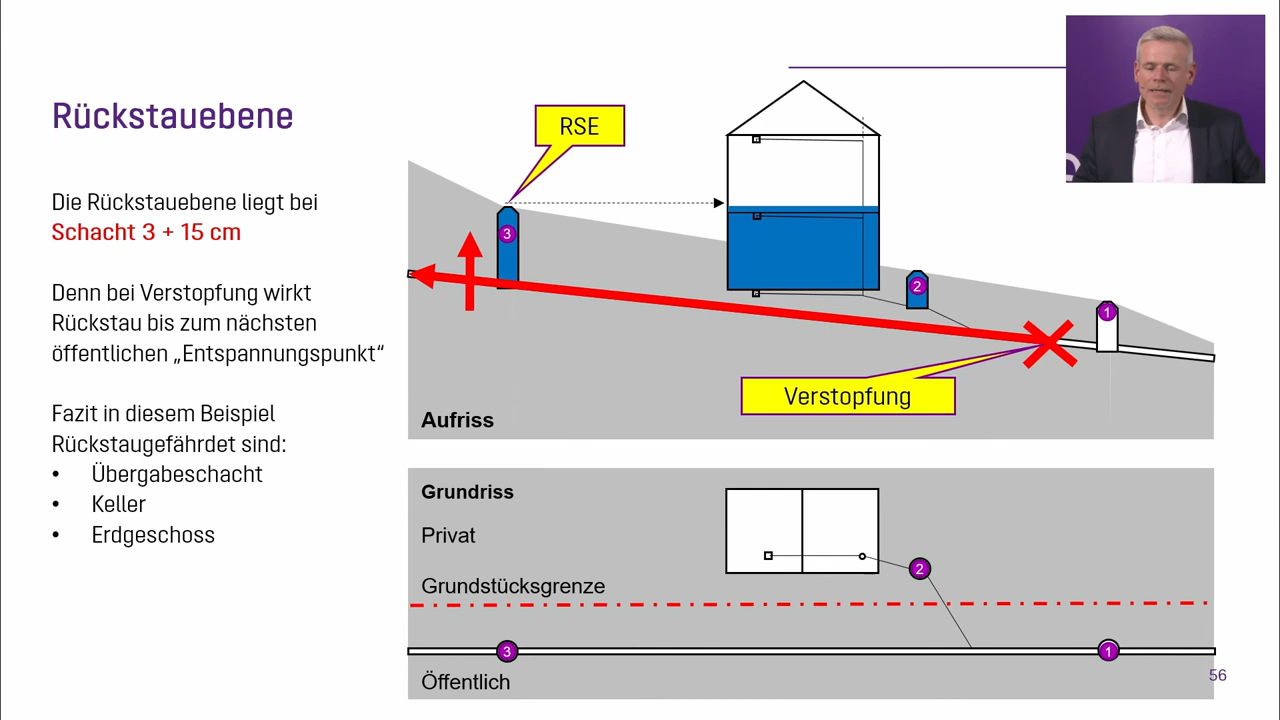 Rückstauebene
Die Rückstauebene liegt bei
Schacht 3 + 15 cm
Denn bei Verstopfung wirkt
Rückstau bis zum nächsten
öffentlichen „Entspannungspunkt“
Fazit in diesem Beispiel
Rückstaugefährdet sind:
• Übergabeschacht
• Keller
• Erdgeschoss
RSE
3
2
1
Verstopfung
Aufriss
Grundriss
Privat
2
Grundstücksgrenze
3
1
Öffentlich
56